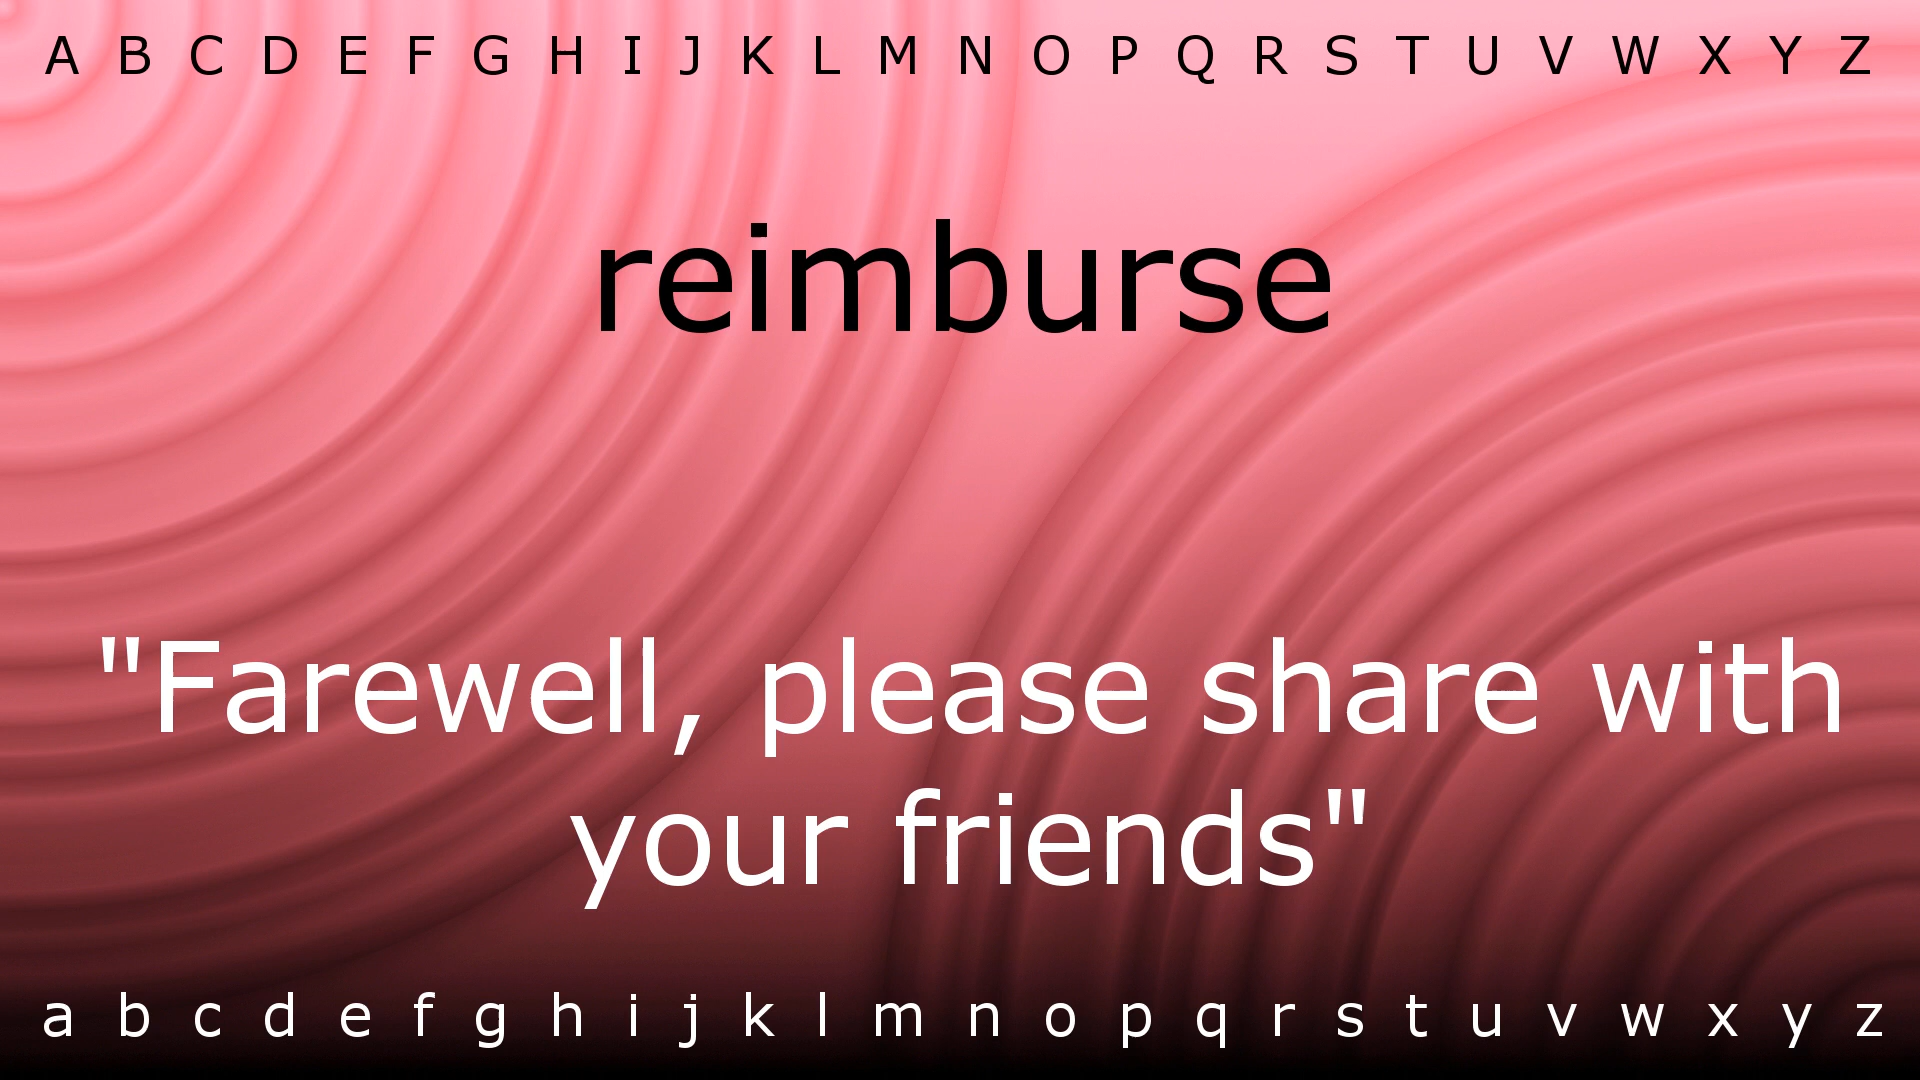 A B C D E F G H I J K L M N O P Q R S T U V W X Y Z
reimburse
"Farewell, please share with
your friends"
a b c d e f g h i j k l m n o p q r s t u v w x y z